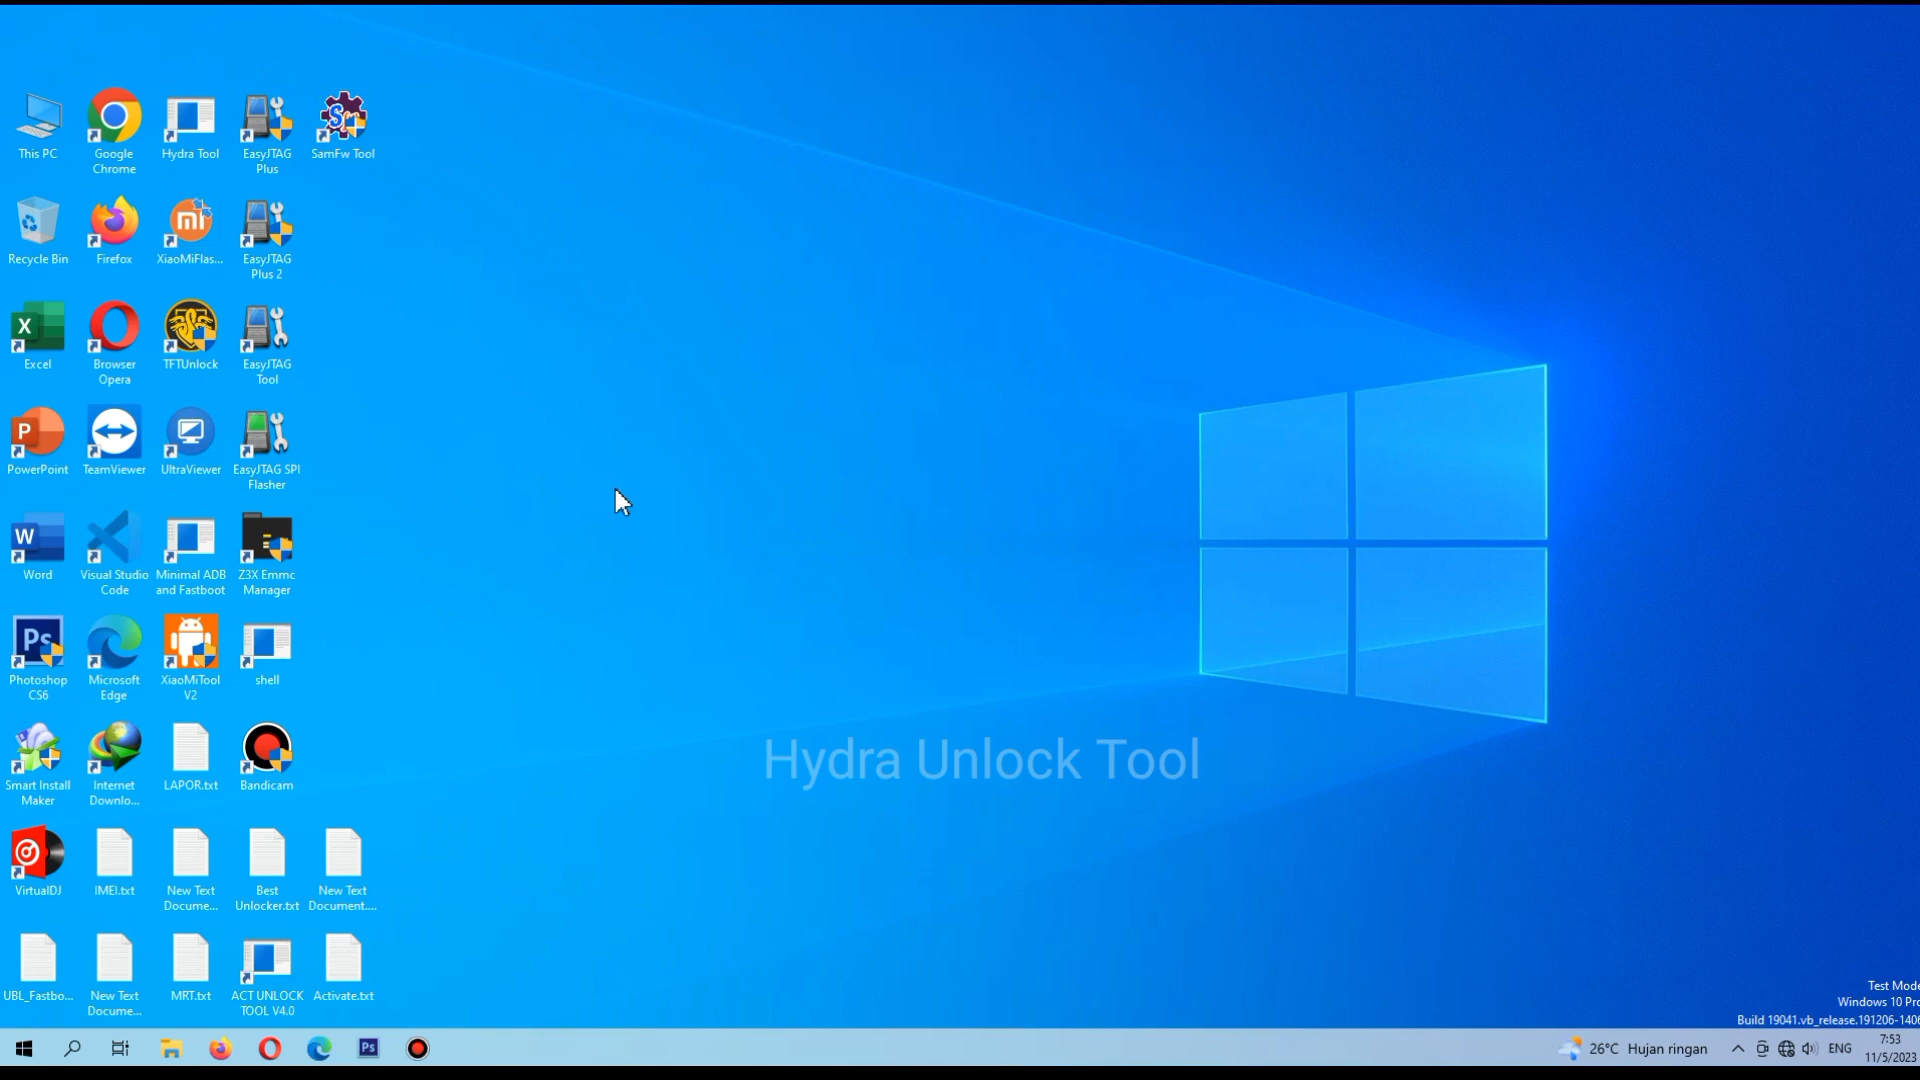 This PC
Google
Chrome
Hydra Tool
EasyJTAG
Plus
SamFw Tool
Recycle Bin
Firefox
XiaoMiFlas...
EasyJTAG
Plus 2
Excel
Browser
Opera
TFTUnlock
EasyJTAG
Tool
PowerPoint
TeamViewer
UltraViewer
EasyJTAG SPI
Flasher
Word
Visual Studio
Code
Minimal ADB
and Fastboot
Z3X Emmc
Manager
Photoshop
CS6
Microsoft
Edge
XiaoMiTool
V2
shell
Smart Install
Maker
Internet
Downlo...
LAPOR.txt
Bandicam
VirtualDJ
IMEI.txt
New Text
Docume...
Best
Unlocker.txt
New Text
Document....
UBL_Fastbo...
New Text
Docume...
MRT.txt
ACT UNLOCK
TOOL V4.0
Activate.txt
Hydra Unlock Tool
Test Mode
Windows 10 Pro
Build 19041.vb_release.191206-1406
26°C Hujan ringan
ENG
7:53
11/5/2023